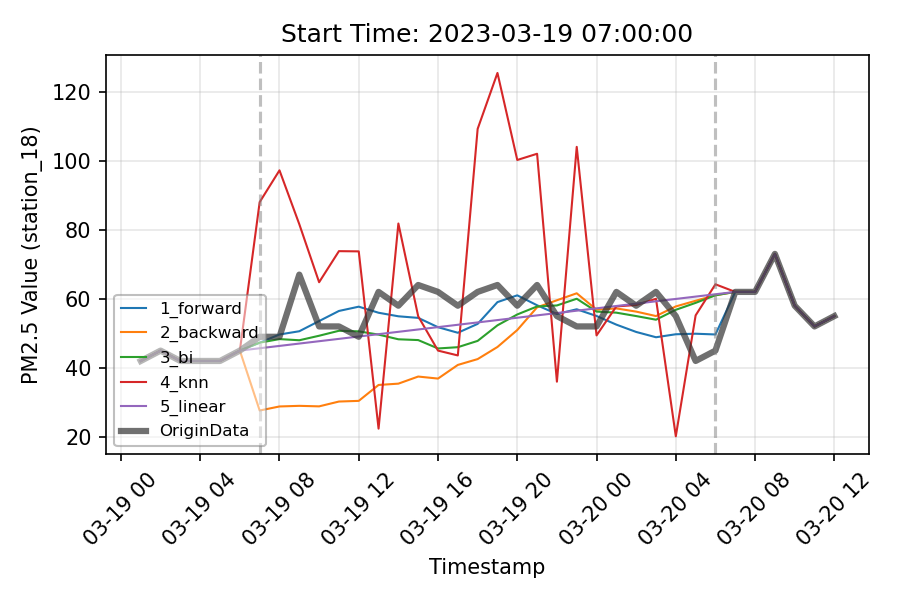 Start Time: 2023-03-19 07:00:00
PM2.5 Value (station_18)
120
100
80
60
40
20
1_forward
2_backward
3_bi
4_knn
5_linear
OriginData
03-19 00
03-19 04
03-19 08
03-19 12
03-19 16
03-19 20
03-20 00
03-20 04
03-20 08
03-20 12
Timestamp